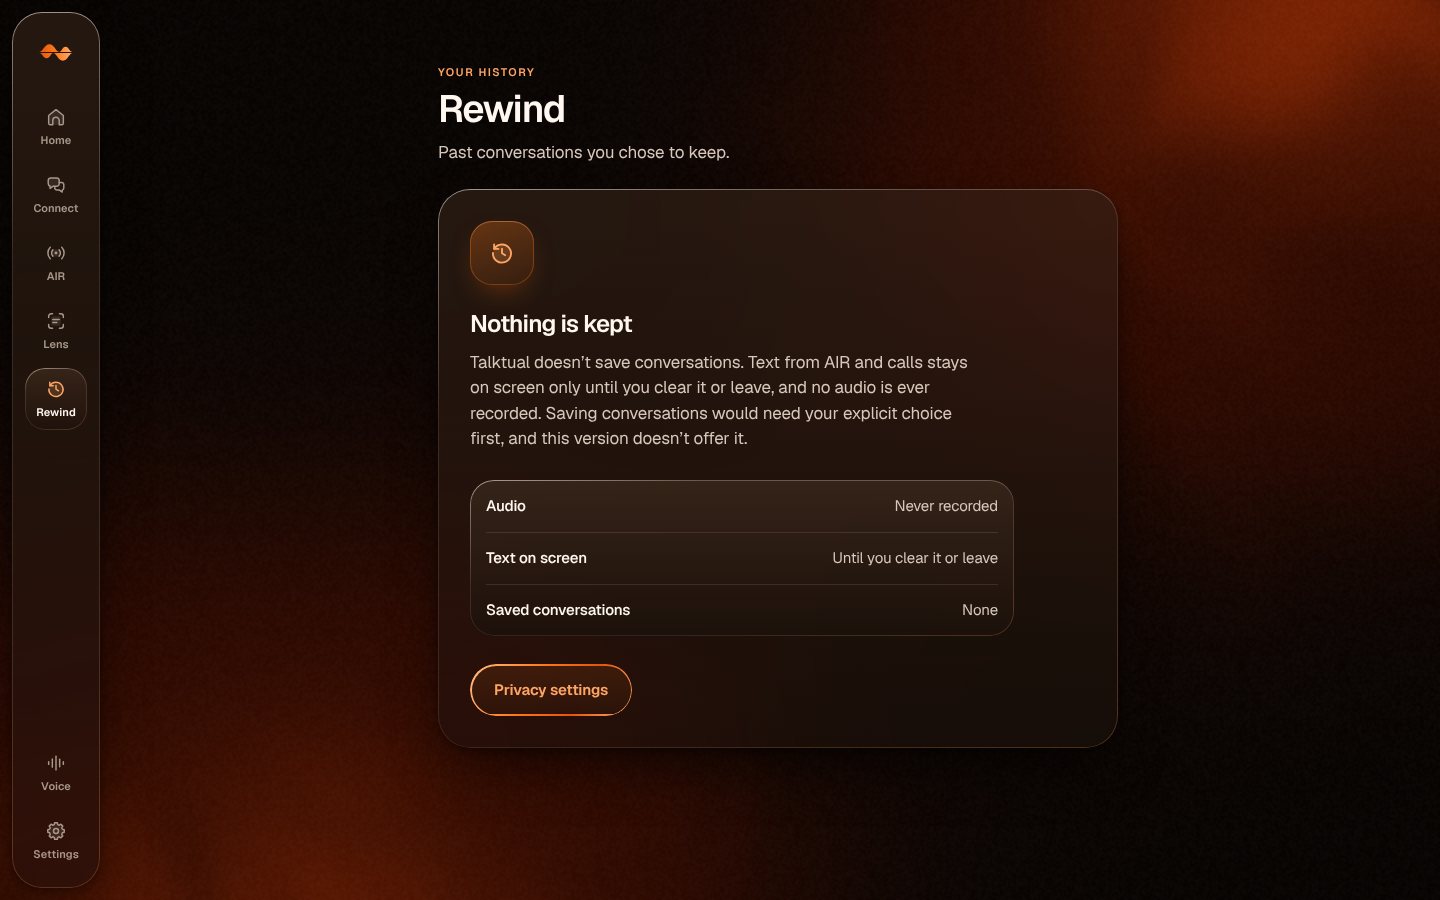 Home
Connect
AIR
Lens
Rewind
Voice
Settings
YOUR HISTORY
Rewind
Past conversations you chose to keep.
Nothing is kept
Talktual doesn’t save conversations. Text from AIR and calls stays
on screen only until you clear it or leave, and no audio is ever
recorded. Saving conversations would need your explicit choice
first, and this version doesn’t offer it.
Audio Never recorded
Text on screen Until you clear it or leave
Saved conversations None
Privacy settings